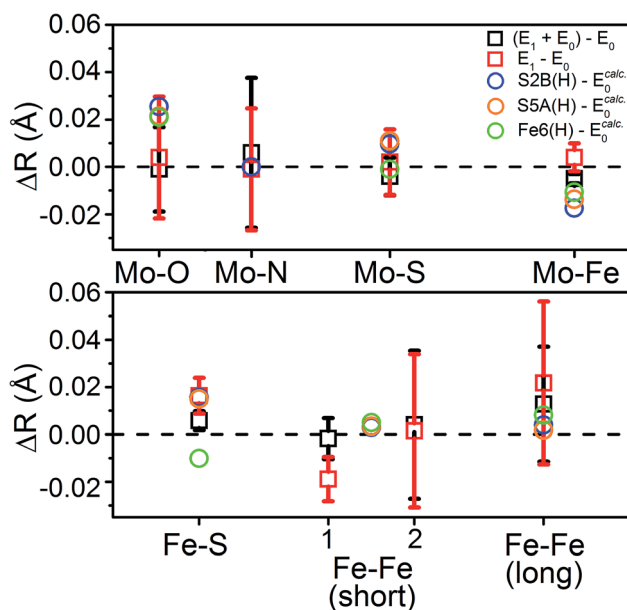 0.06
0.04
0.02
0.00
-0.02
ΔR (Å)
(E₁ + E₀) - E₀
E₁ - E₀
S2B(H) - E₀ᶜᵃˡᶜ·
S5A(H) - E₀ᶜᵃˡᶜ·
Fe6(H) - E₀ᶜᵃˡᶜ·
Mo-O Mo-N Mo-S Mo-Fe
0.06
0.04
0.02
0.00
-0.02
ΔR (Å)
1 2
Fe-S Fe-Fe Fe-Fe
(short) (long)